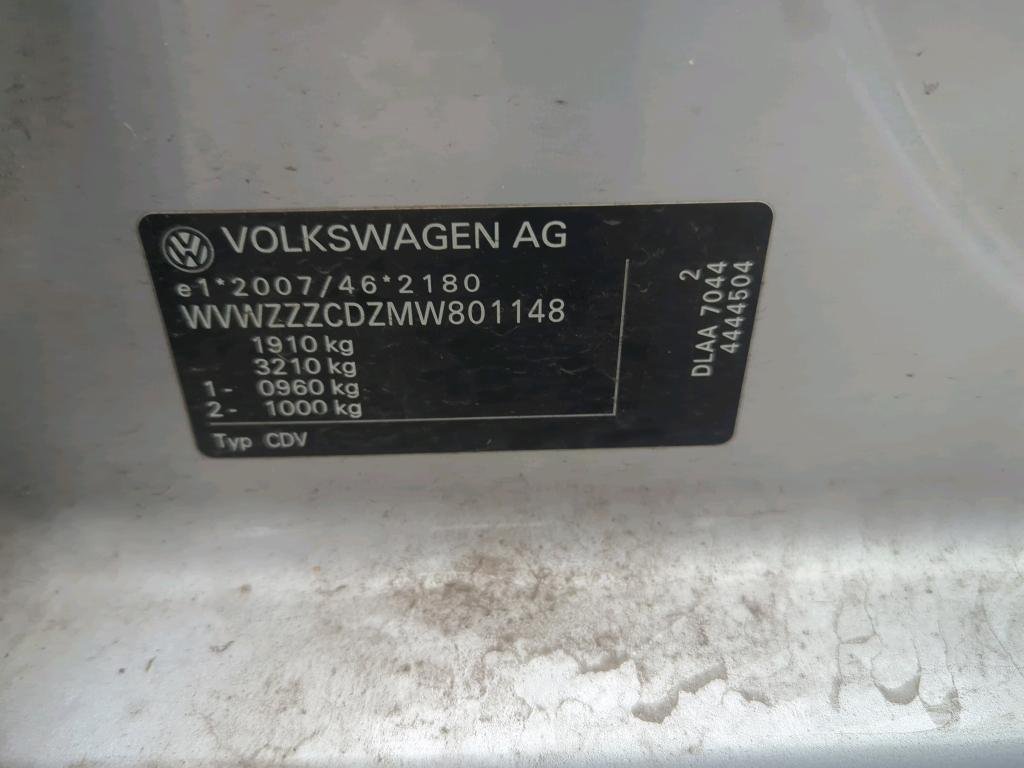 VOLKSWAGEN AG
e1*2007/46*2180
WVWZZZCDZMW801148
1910 kg
3210 kg
1- 0960 kg
2- 1000 kg
Typ CDV
2
DLAA 7044
4444504